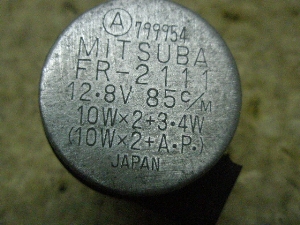 A 799954
MITSUBA
FR-2111
12.8V 85c/M
10W×2+3.4W
(10W×2+A.P.)
JAPAN